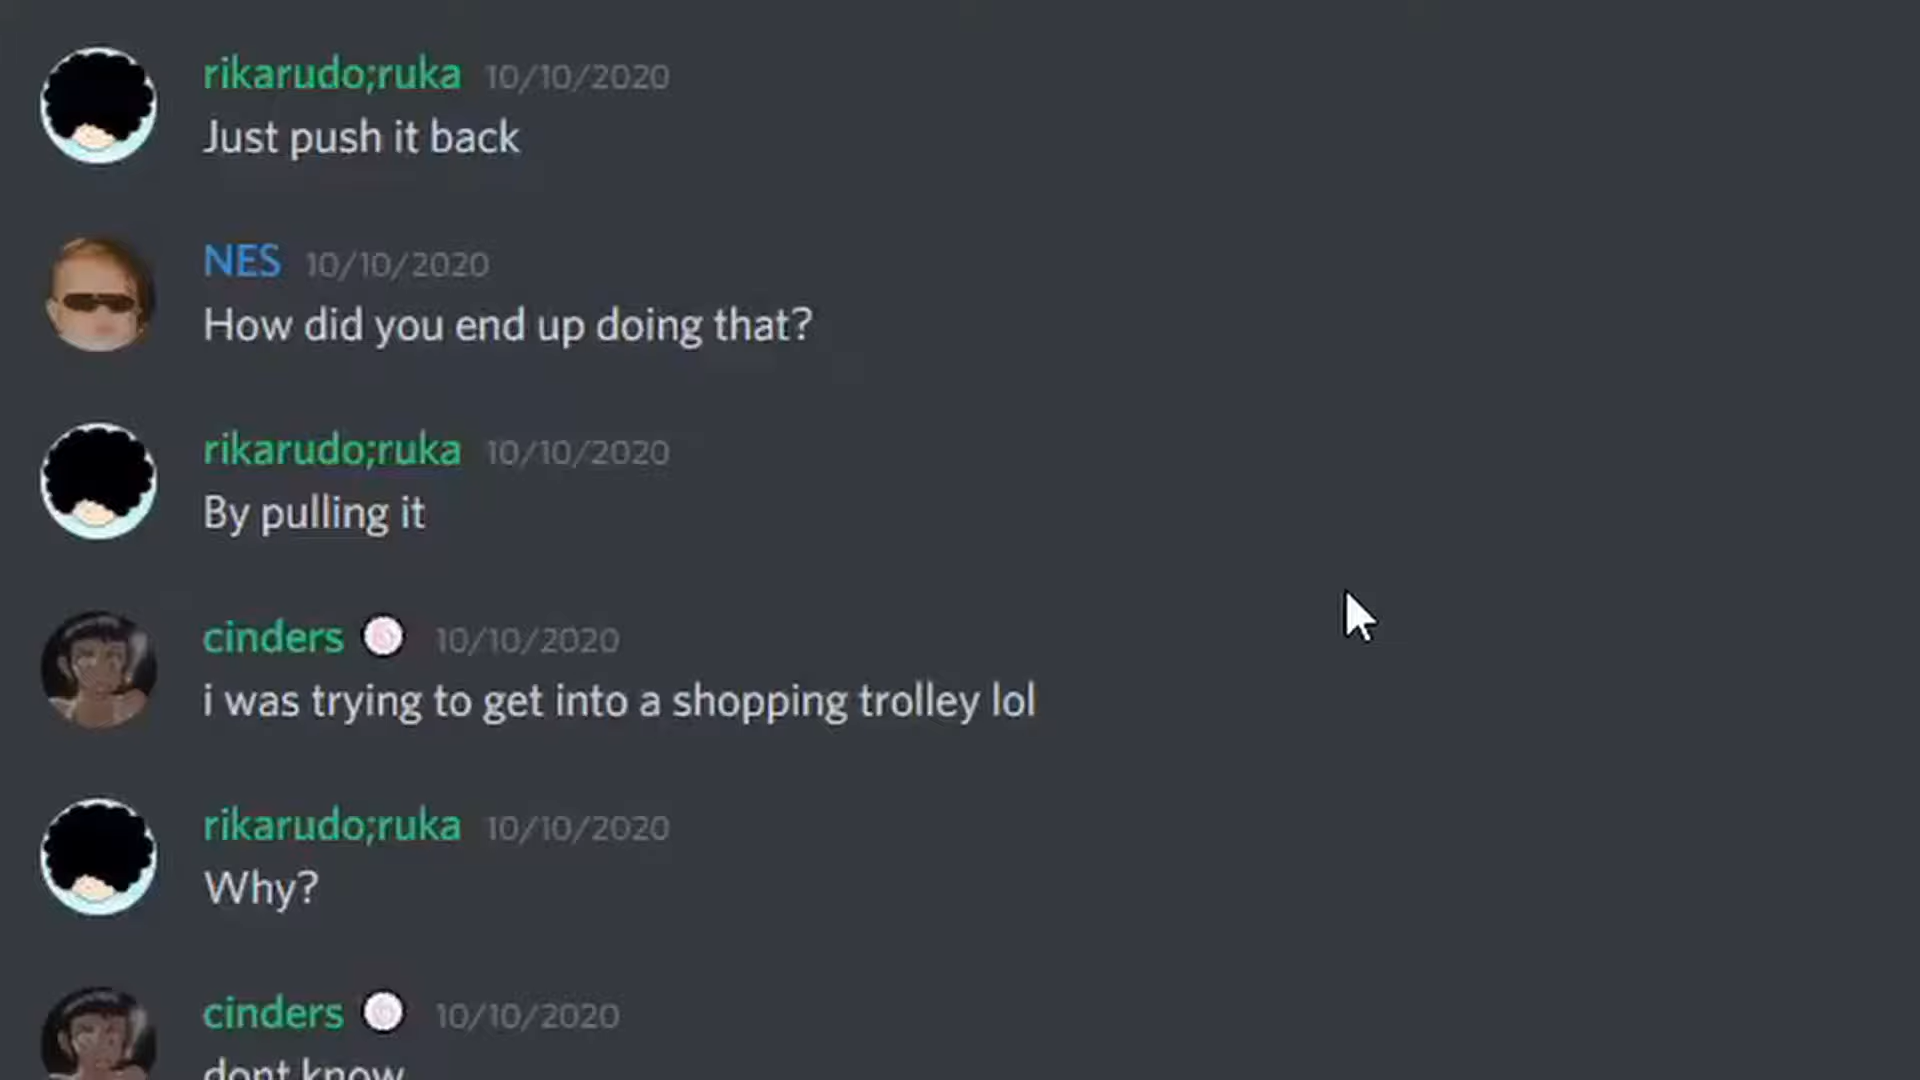 rikarudo;ruka 10/10/2020
Just push it back
NES 10/10/2020
How did you end up doing that?
rikarudo;ruka 10/10/2020
By pulling it
cinders 10/10/2020
i was trying to get into a shopping trolley lol
rikarudo;ruka 10/10/2020
Why?
cinders 10/10/2020
dont know